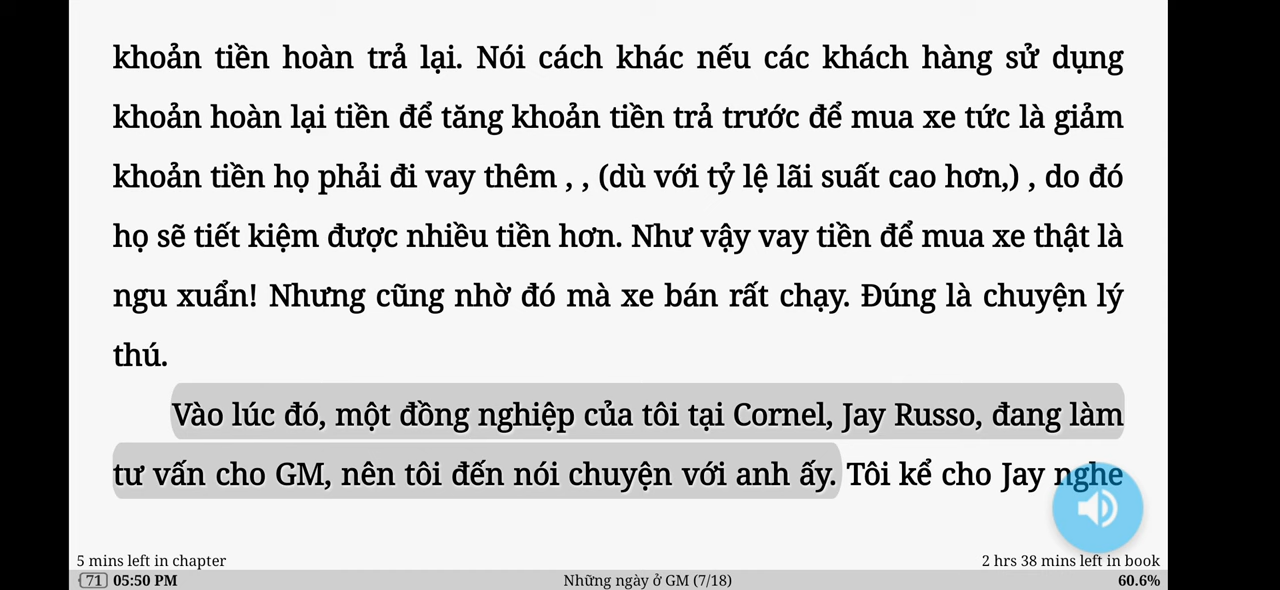 khoản tiền hoàn trả lại. Nói cách khác nếu các khách hàng sử dụng
khoản hoàn lại tiền để tăng khoản tiền trả trước để mua xe tức là giảm
khoản tiền họ phải đi vay thêm , , (dù với tỷ lệ lãi suất cao hơn,) , do đó
họ sẽ tiết kiệm được nhiều tiền hơn. Như vậy vay tiền để mua xe thật là
ngu xuẩn! Nhưng cũng nhờ đó mà xe bán rất chạy. Đúng là chuyện lý
thú.
Vào lúc đó, một đồng nghiệp của tôi tại Cornel, Jay Russo, đang làm
tư vấn cho GM, nên tôi đến nói chuyện với anh ấy. Tôi kể cho Jay nghe
5 mins left in chapter
2 hrs 38 mins left in book
71 05:50 PM
Những ngày ở GM (7/18)
60.6%